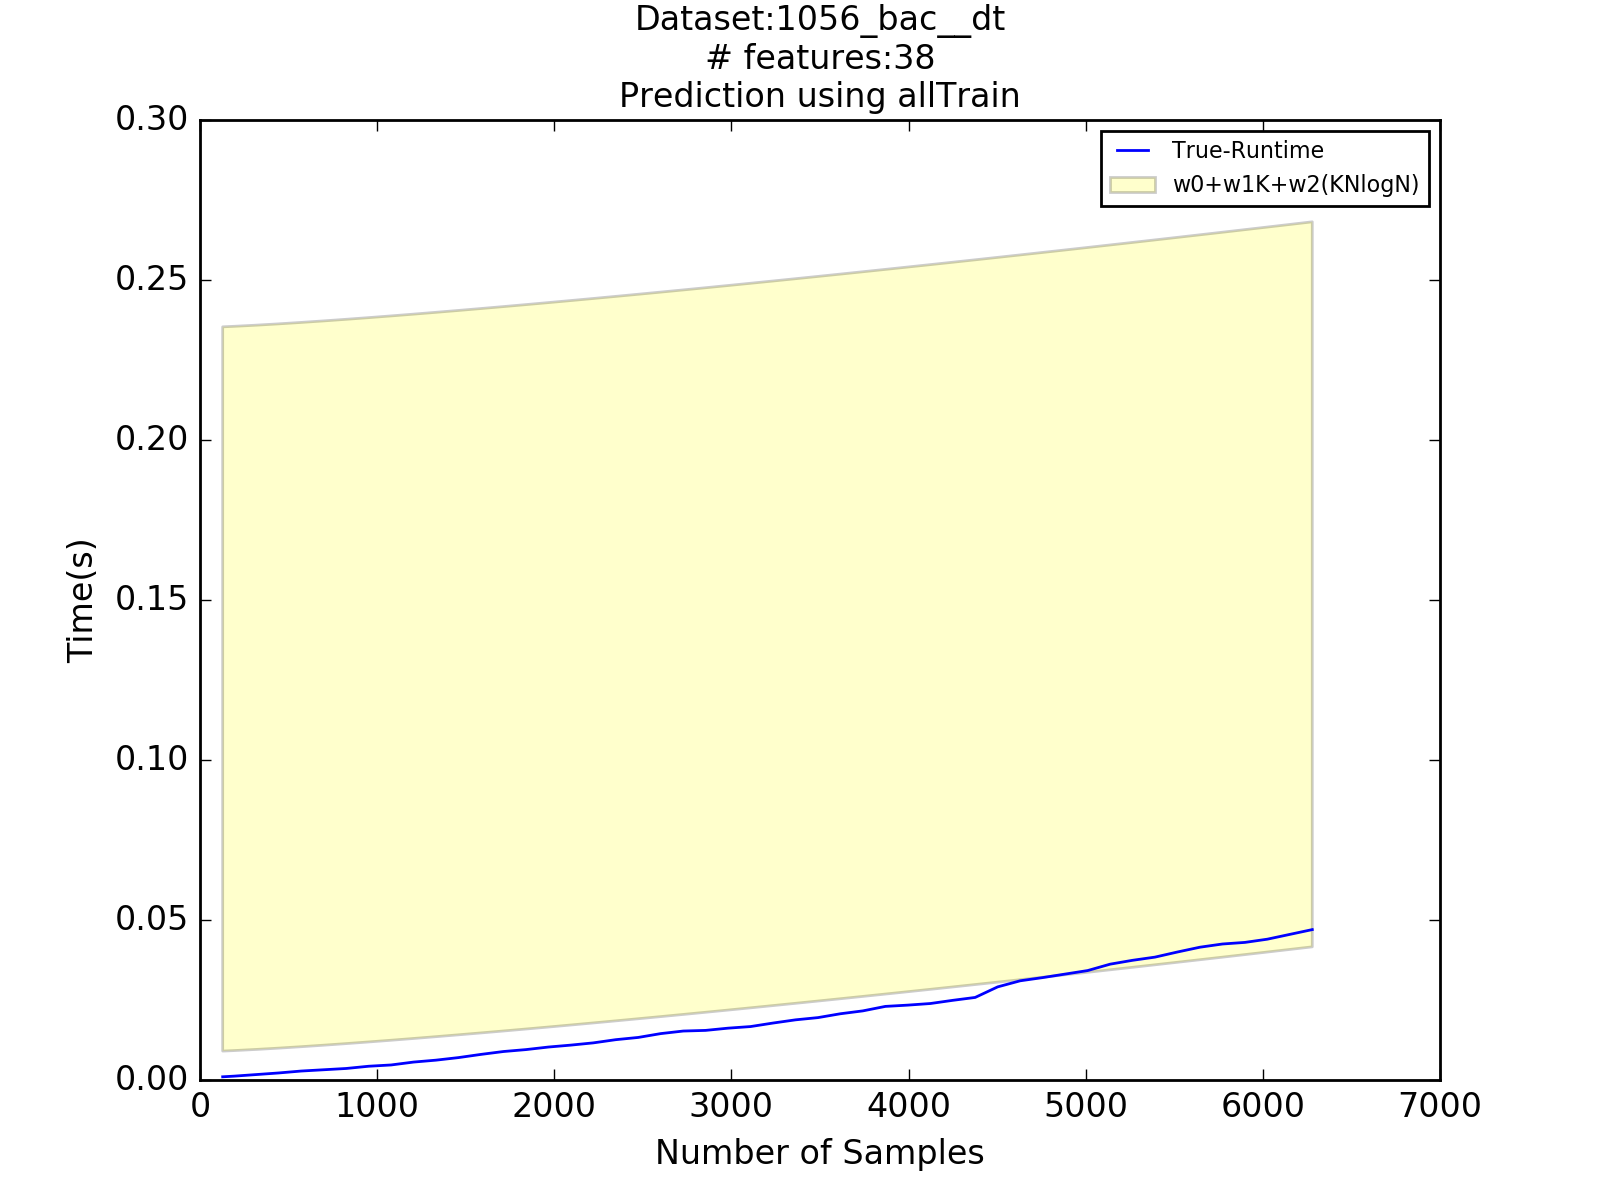 Dataset:1056_bac__dt
# features:38
Prediction using allTrain
0.30
0.25
0.20
0.15
0.10
0.05
0.00
Time(s)
True-Runtime
w0+w1K+w2(KNlogN)
0 1000 2000 3000 4000 5000 6000 7000
Number of Samples